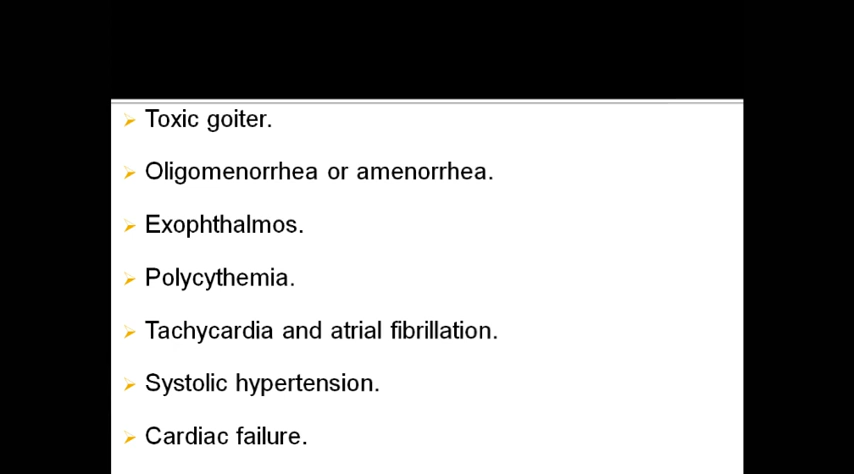 Toxic goiter.
Oligomenorrhea or amenorrhea.
Exophthalmos.
Polycythemia.
Tachycardia and atrial fibrillation.
Systolic hypertension.
Cardiac failure.